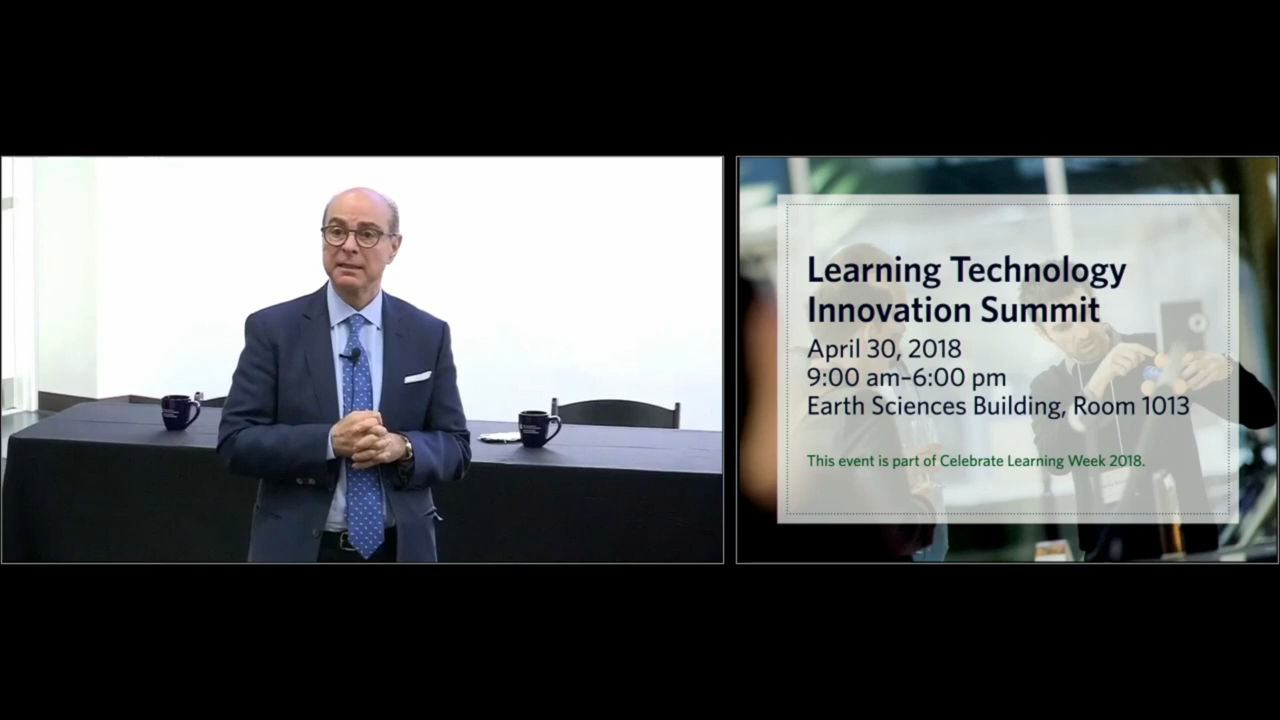 Learning Technology
Innovation Summit
April 30, 2018
9:00 am–6:00 pm
Earth Sciences Building, Room 1013
This event is part of Celebrate Learning Week 2018.